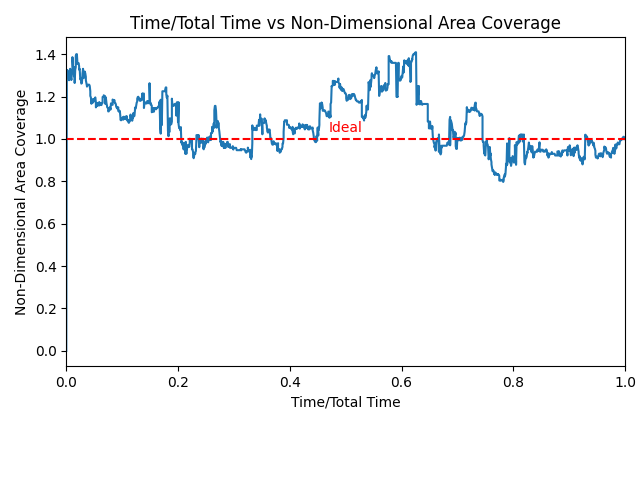 Time/Total Time vs Non-Dimensional Area Coverage
Non-Dimensional Area Coverage
1.4
1.2
1.0
0.8
0.6
0.4
0.2
0.0
Ideal
0.0 0.2 0.4 0.6 0.8 1.0
Time/Total Time